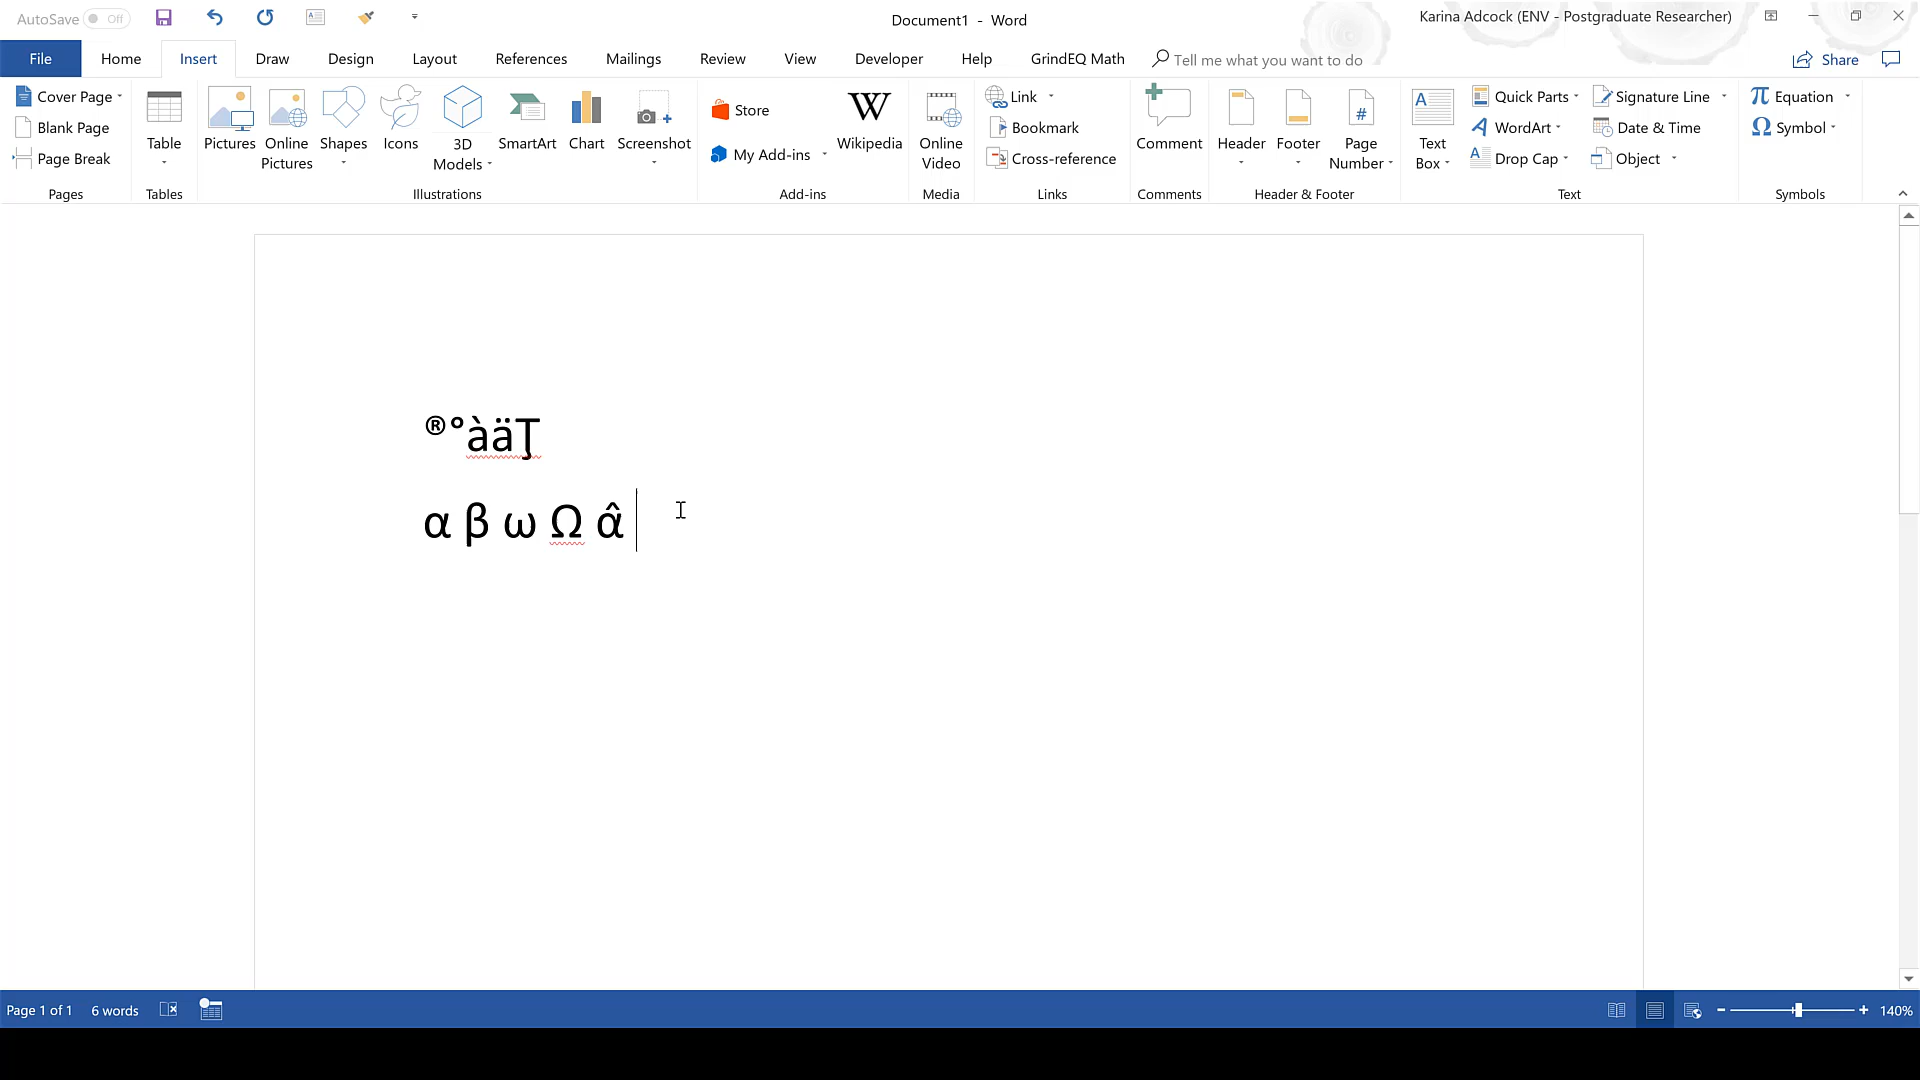 AutoSave Off
Document1 - Word
Karina Adcock (ENV - Postgraduate Researcher)
File Home Insert Draw Design Layout References Mailings Review View Developer Help GrindEQ Math Tell me what you want to do Share
Cover Page
Blank Page
Page Break
Pages
Table
Tables
Pictures
Online Pictures
Shapes
Icons
3D Models
SmartArt
Chart
Screenshot
Illustrations
Store
My Add-ins
W
Wikipedia
Add-ins
Online Video
Media
Link
Bookmark
Cross-reference
Links
Comment
Comments
Header
Footer
#
Page Number
Header & Footer
A
Text Box
Quick Parts
WordArt
Drop Cap
Signature Line
Date & Time
Object
Text
π Equation
Ω Symbol
Symbols
®°àäŢ
α β ω Ω α̂
Page 1 of 1 6 words 140%